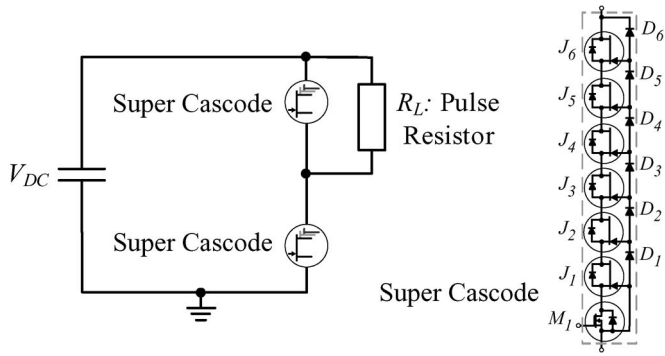 Super Cascode
R_L: Pulse
Resistor
V_DC
Super Cascode
Super Cascode
D_6
J_6
D_5
J_5
D_4
J_4
D_3
J_3
D_2
J_2
D_1
J_1
M_1